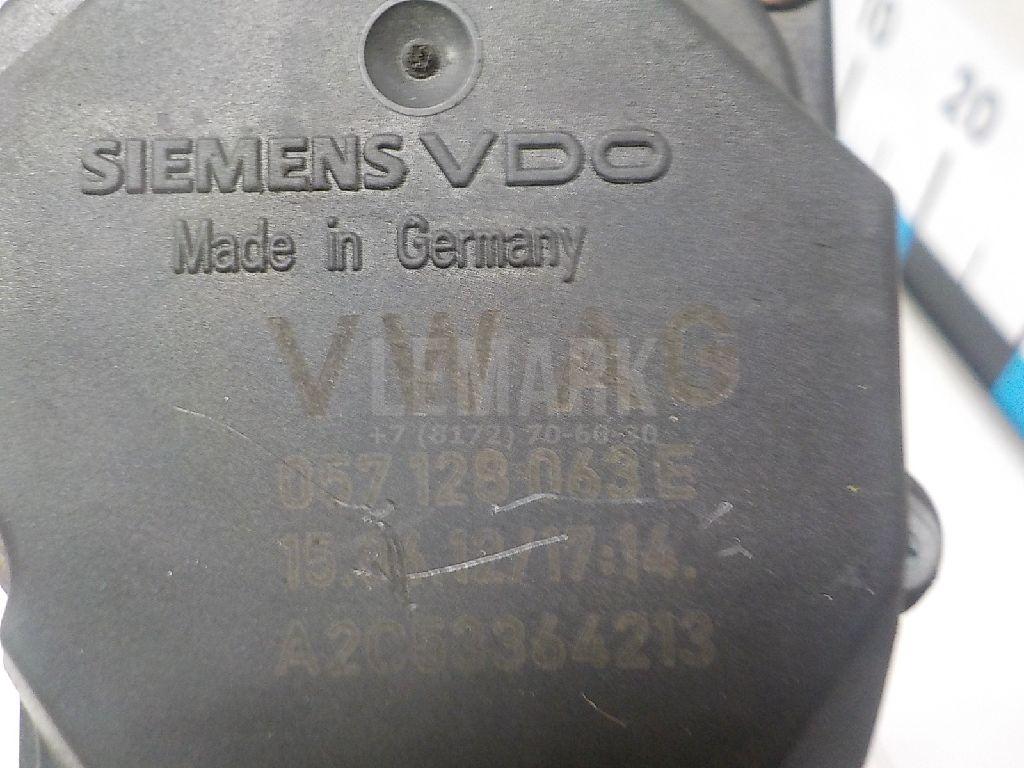 SIEMENS VDO
Made in Germany
VW AG
LEMARK
+7 (8172) 70-60-30
057 128 063 E
A2C53364213
20